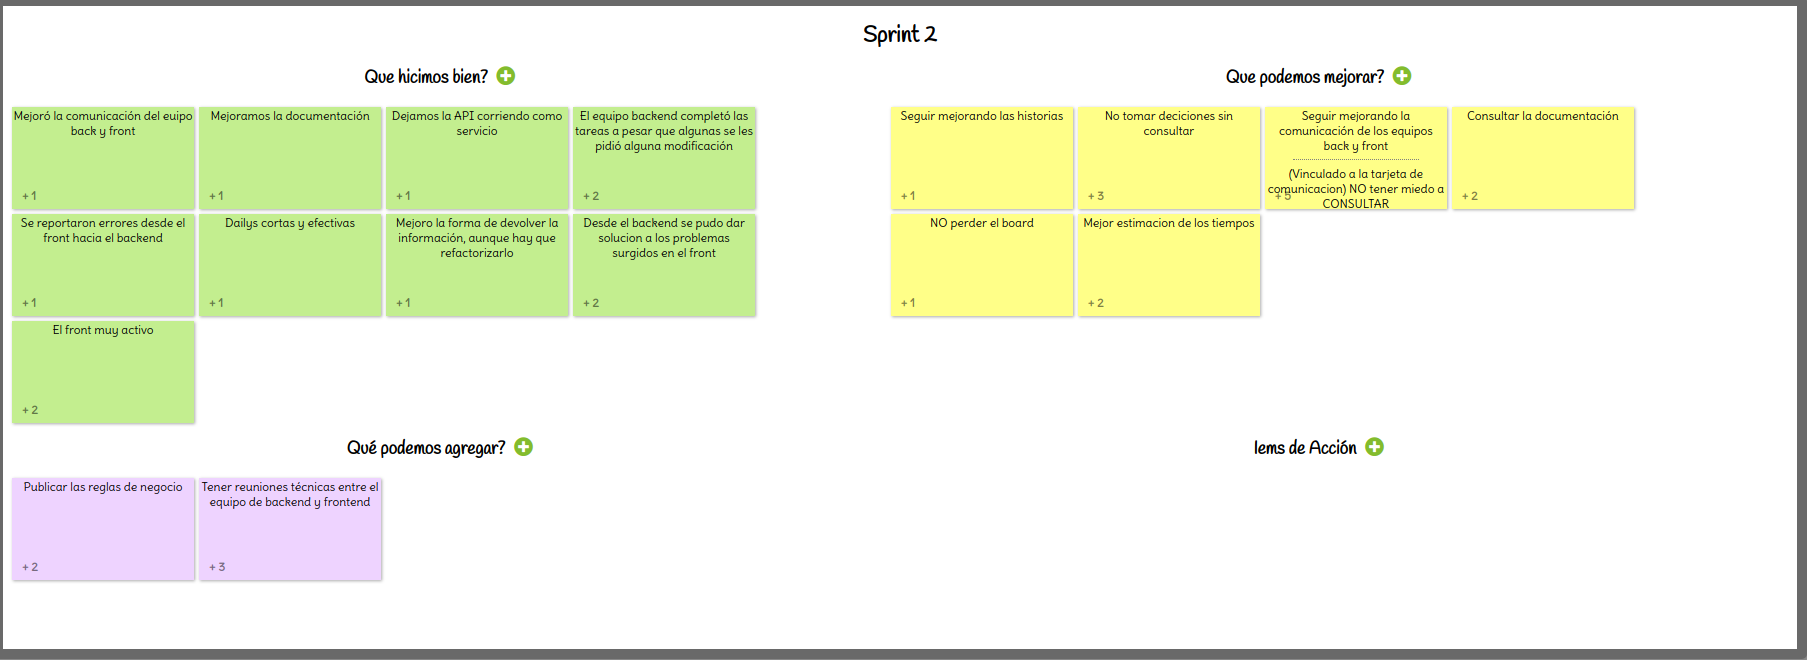 Sprint 2
Que hicimos bien?
Mejoró la comunicación del euipo
back y front
+ 1
Mejoramos la documentación
+ 1
Dejamos la API corriendo como
servicio
+ 1
El equipo backend completó las
tareas a pesar que algunas se les
pidió alguna modificación
+ 2
Se reportaron errores desde el
front hacia el backend
+ 1
Dailys cortas y efectivas
+ 1
Mejoro la forma de devolver la
información, aunque hay que
refactorizarlo
+ 1
Desde el backend se pudo dar
solucion a los problemas
surgidos en el front
+ 2
El front muy activo
+ 2
Que podemos mejorar?
Seguir mejorando las historias
+ 1
No tomar deciciones sin
consultar
+ 3
Seguir mejorando la
comunicación de los equipos
back y front
(Vinculado a la tarjeta de
comunicacion) NO tener miedo a
CONSULTAR
+ 5
Consultar la documentación
+ 2
NO perder el board
+ 1
Mejor estimacion de los tiempos
+ 2
Qué podemos agregar?
Publicar las reglas de negocio
+ 2
Tener reuniones técnicas entre el
equipo de backend y frontend
+ 3
Iems de Acción